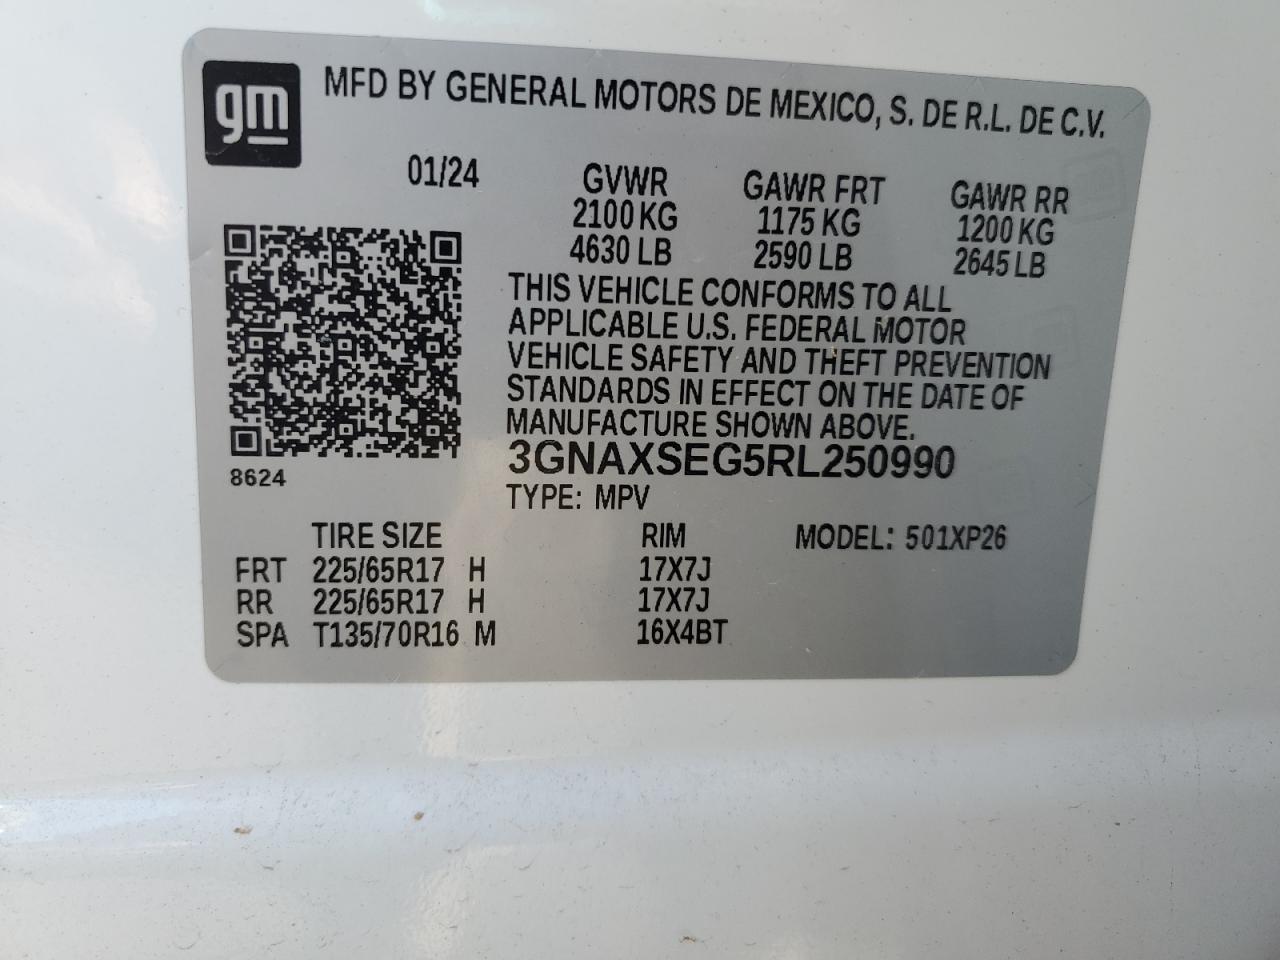 gm
MFD BY GENERAL MOTORS DE MEXICO, S. DE R.L. DE C.V.
01/24 GVWR GAWR FRT GAWR RR
2100 KG 1175 KG 1200 KG
4630 LB 2590 LB 2645 LB
THIS VEHICLE CONFORMS TO ALL
APPLICABLE U.S. FEDERAL MOTOR
VEHICLE SAFETY AND THEFT PREVENTION
STANDARDS IN EFFECT ON THE DATE OF
MANUFACTURE SHOWN ABOVE.
3GNAXSEG5RL250990
8624
TYPE: MPV
TIRE SIZE RIM MODEL: 501XP26
FRT 225/65R17 H 17X7J
RR 225/65R17 H 17X7J
SPA T135/70R16 M 16X4BT